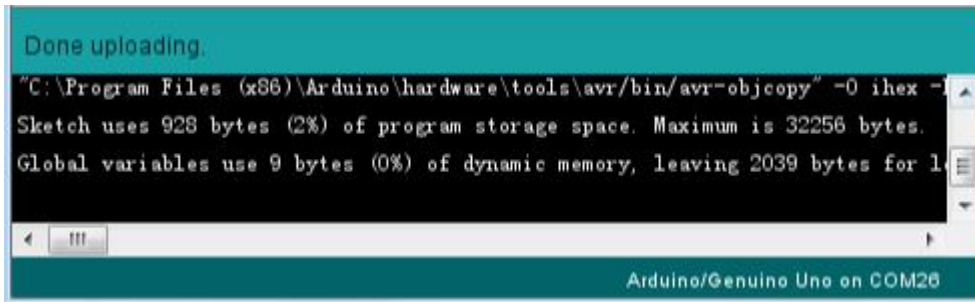 Done uploading.
"C:\Program Files (x86)\Arduino\hardware\tools\avr/bin/avr-objcopy" -O ihex
Sketch uses 928 bytes (2%) of program storage space. Maximum is 32256 bytes.
Global variables use 9 bytes (0%) of dynamic memory, leaving 2039 bytes for
Arduino/Genuino Uno on COM26